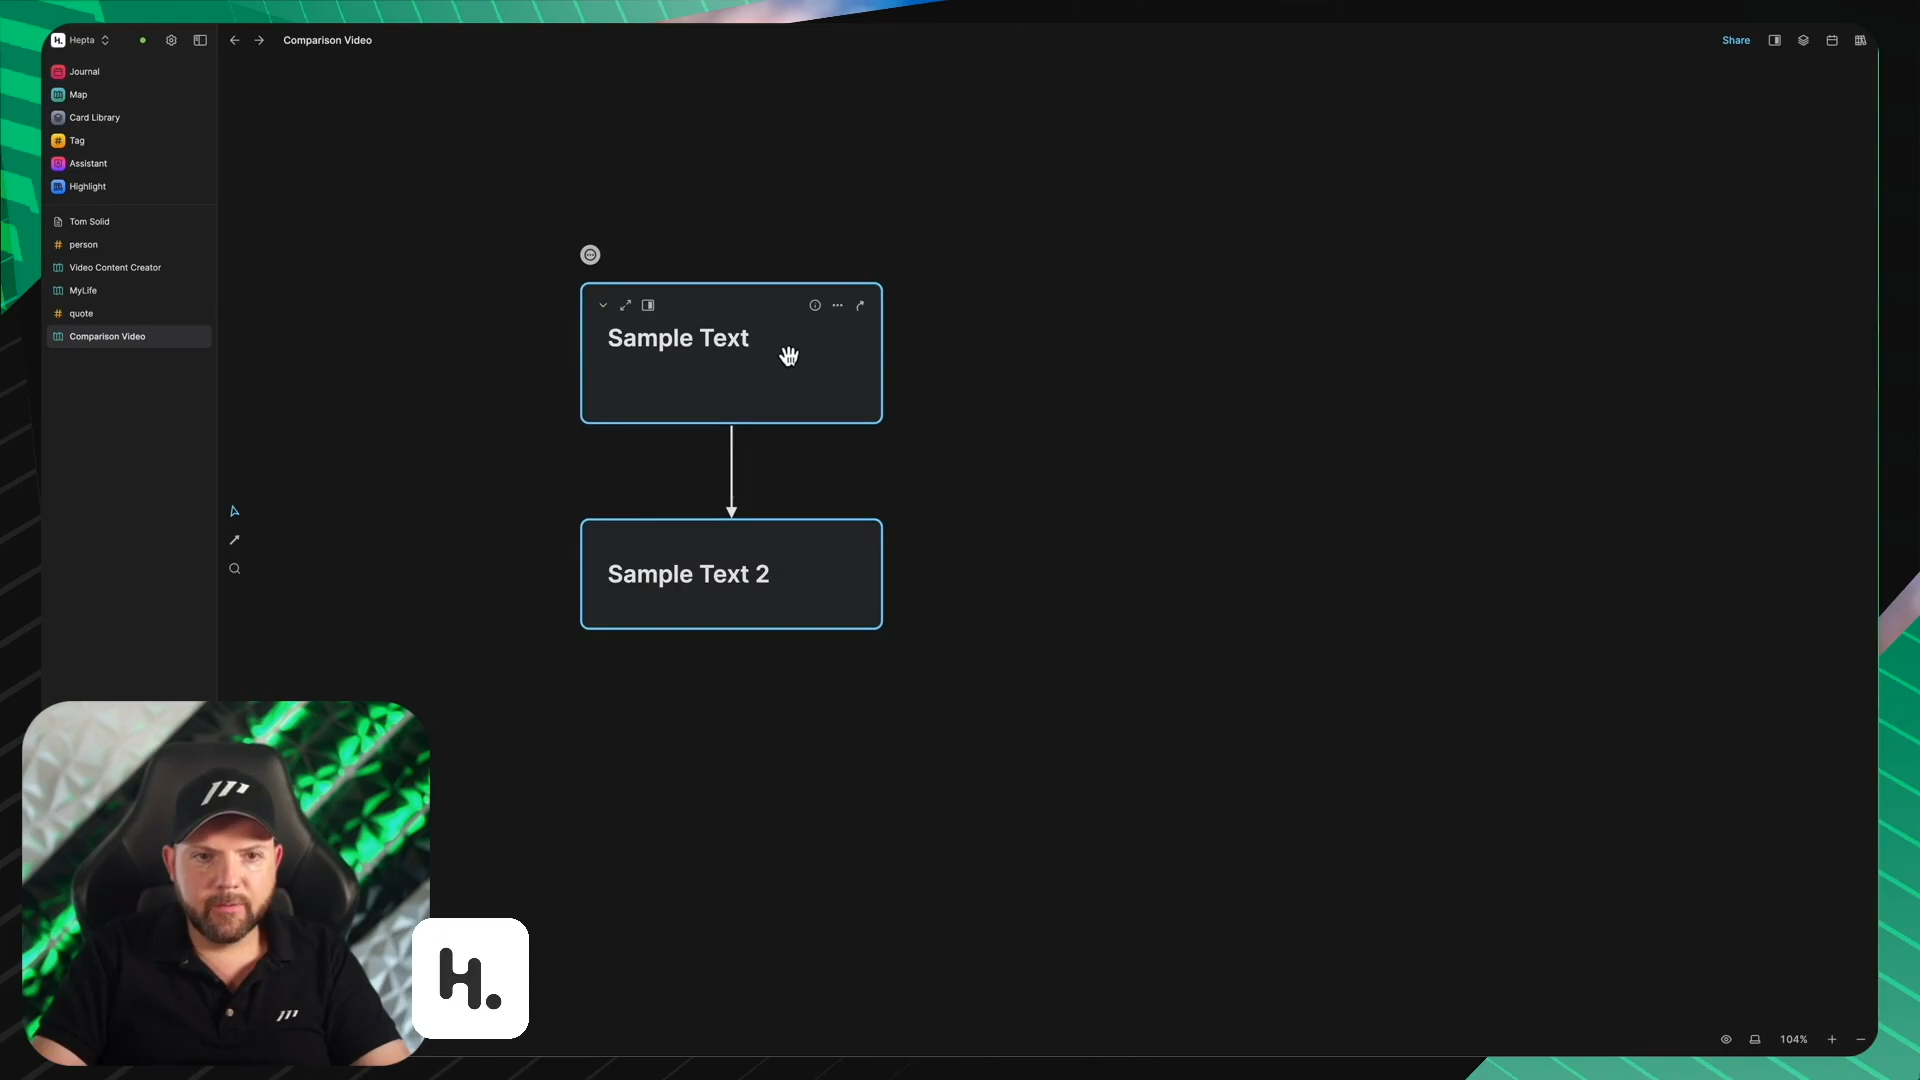 H. Hepta
Comparison Video
Share
Journal
Map
Card Library
Tag
Assistant
Highlight
Tom Solid
person
Video Content Creator
MyLife
quote
Comparison Video
Sample Text
Sample Text 2
H.
104%